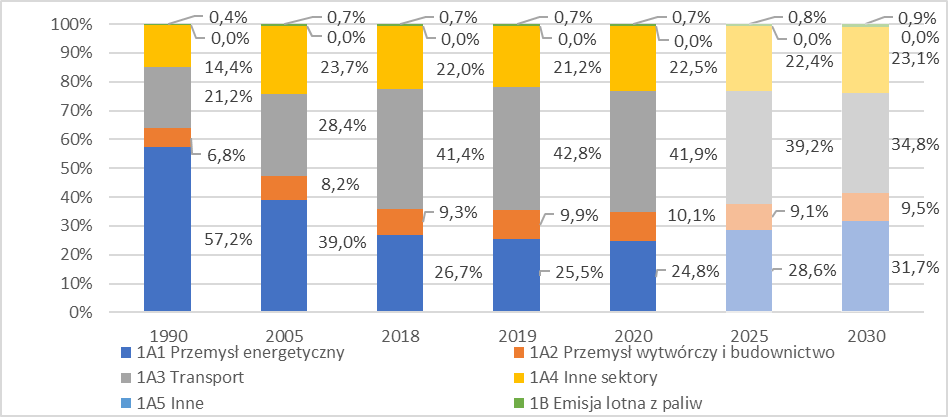 0,4% 0,7% 0,7% 0,7% 0,7% 0,8% 0,9%
100% 0,0% 0,0% 0,0% 0,0% 0,0% 0,0% 0,0%
90%
14,4% 23,7% 22,0% 21,2% 22,5% 22,4% 23,1%
80%
21,2%
70%
28,4%
60%
6,8% 41,4% 42,8% 41,9% 39,2% 34,8%
50%
8,2%
40%
9,3% 9,9% 10,1% 9,1% 9,5%
30%
57,2% 39,0%
20%
26,7% 25,5% 24,8% 28,6% 31,7%
10%
0%
1990 2005 2018 2019 2020 2025 2030
1A1 Przemysł energetyczny 1A2 Przemysł wytwórczy i budownictwo
1A3 Transport 1A4 Inne sektory
1A5 Inne 1B Emisja lotna z paliw